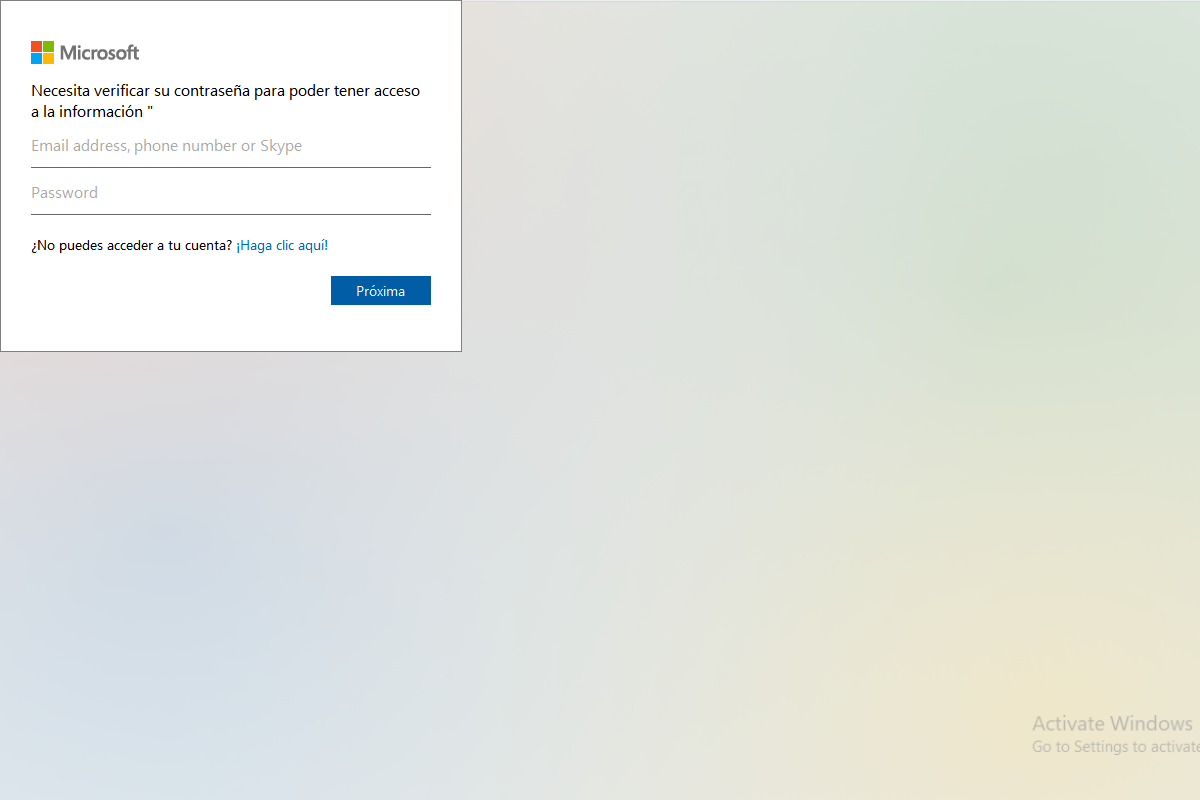 Microsoft
Necesita verificar su contraseña para poder tener acceso
a la información "
Email address, phone number or Skype
Password
¿No puedes acceder a tu cuenta? ¡Haga clic aquí!
Próxima
Activate Windows
Go to Settings to activate